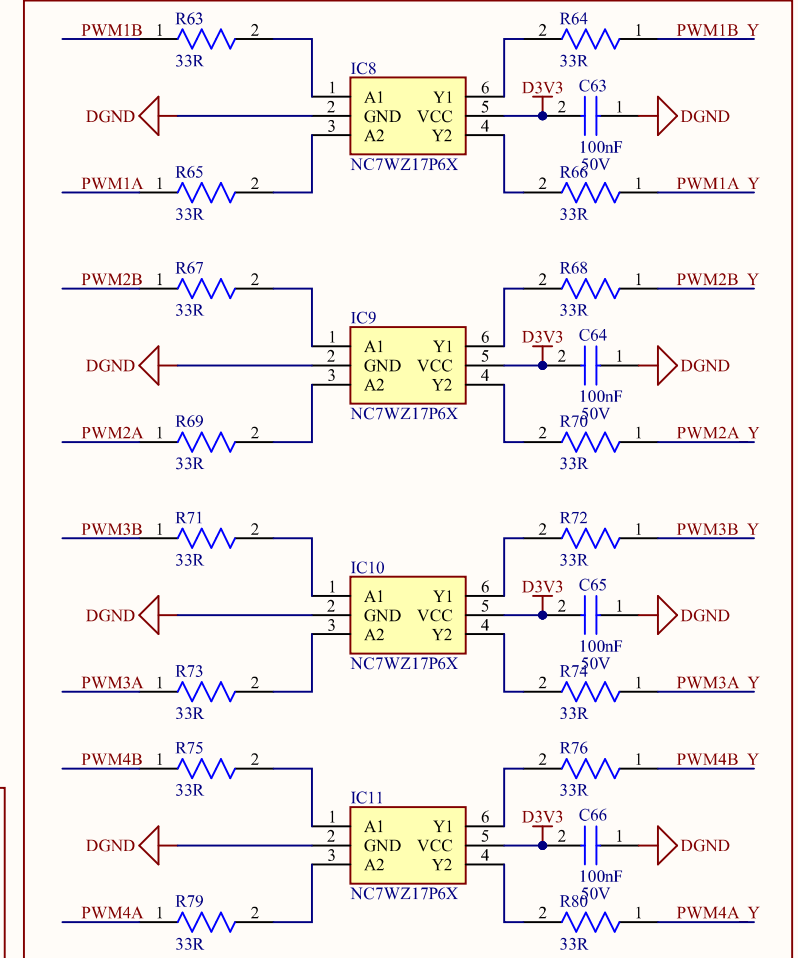 R63 R64
PWM1B 1 2 2 1 PWM1B_Y
33R 33R
IC8
1 A1 Y1 6
DGND 2 GND VCC 5 D3V3 2 C63 1 DGND
3 A2 Y2 4
100nF
NC7WZ17P6X 50V
R65 R66
PWM1A 1 2 2 1 PWM1A_Y
33R 33R
R67 R68
PWM2B 1 2 2 1 PWM2B_Y
33R 33R
IC9
1 A1 Y1 6
DGND 2 GND VCC 5 D3V3 2 C64 1 DGND
3 A2 Y2 4
100nF
NC7WZ17P6X 50V
R69 R70
PWM2A 1 2 2 1 PWM2A_Y
33R 33R
R71 R72
PWM3B 1 2 2 1 PWM3B_Y
33R 33R
IC10
1 A1 Y1 6
DGND 2 GND VCC 5 D3V3 2 C65 1 DGND
3 A2 Y2 4
100nF
NC7WZ17P6X 50V
R73 R74
PWM3A 1 2 2 1 PWM3A_Y
33R 33R
R75 R76
PWM4B 1 2 2 1 PWM4B_Y
33R 33R
IC11
1 A1 Y1 6
DGND 2 GND VCC 5 D3V3 2 C66 1 DGND
3 A2 Y2 4
100nF
NC7WZ17P6X 50V
R79 R80
PWM4A 1 2 2 1 PWM4A_Y
33R 33R